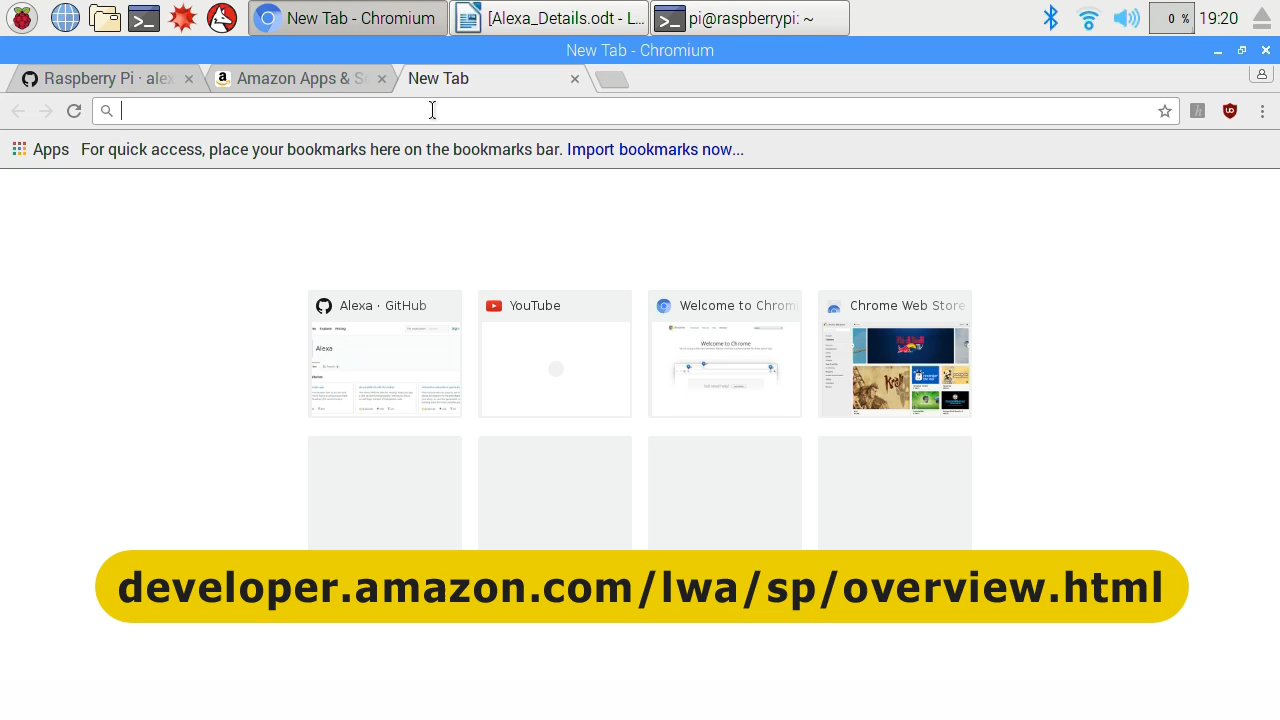 New Tab - Chromium
[Alexa_Details.odt - L...
pi@raspberrypi: ~
0 %
19:20
New Tab - Chromium
Raspberry Pi · alex
Amazon Apps & Se
New Tab
Apps
For quick access, place your bookmarks here on the bookmarks bar. Import bookmarks now...
Alexa · GitHub
YouTube
Welcome to Chrom
Chrome Web Store
Alexa
Welcome to Chrome
developer.amazon.com/lwa/sp/overview.html